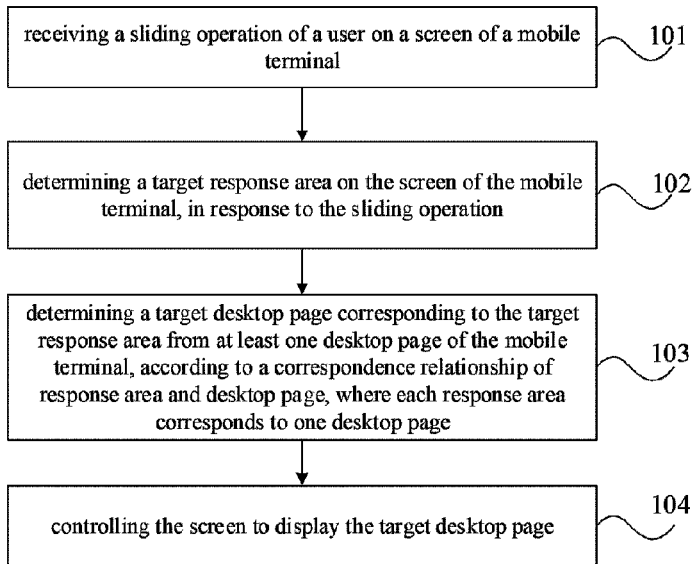 receiving a sliding operation of a user on a screen of a mobile
terminal
101
determining a target response area on the screen of the mobile
terminal, in response to the sliding operation
102
determining a target desktop page corresponding to the target
response area from at least one desktop page of the mobile
terminal, according to a correspondence relationship of
response area and desktop page, where each response area
corresponds to one desktop page
103
controlling the screen to display the target desktop page
104